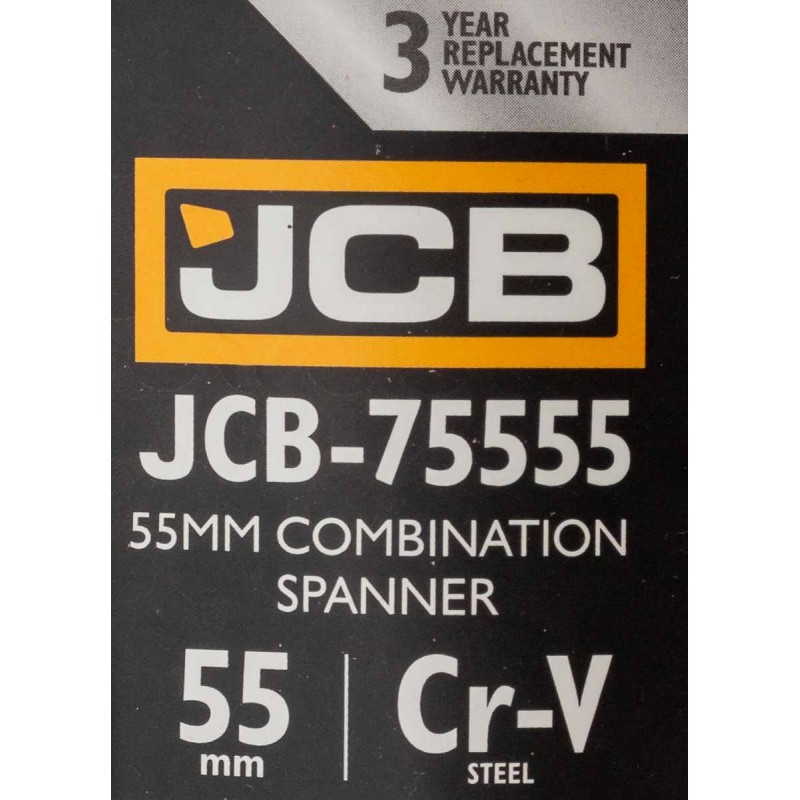 3 YEAR
REPLACEMENT
WARRANTY
JCB
JCB-75555
55MM COMBINATION
SPANNER
55 mm
Cr-V STEEL